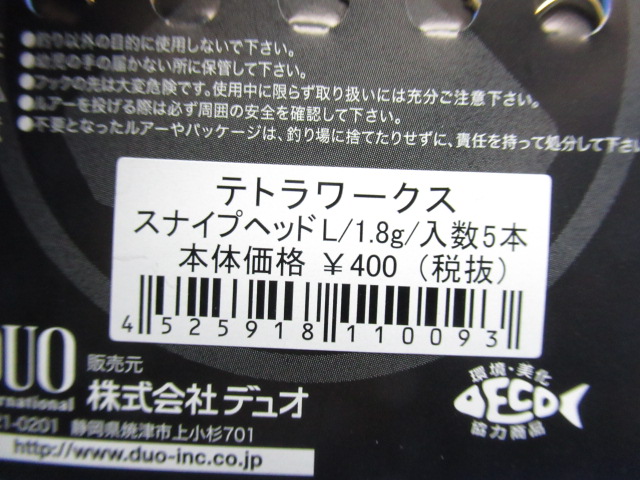 ●釣り以外の目的に使用しないで下さい。
●幼児の手の届かない所に保管して下さい。
●フックの先は大変危険です。使用中に限らず取り扱いには充分ご注意下さい。
●ルアーを投げる際は必ず周囲の安全を確認して下さい。
●不要となったルアーやパッケージは、釣り場に捨てたりせずに、責任を持って処分して下さい
テトラワークス
スナイプヘッドL/1.8g/入数5本
本体価格 ¥400 (税抜)
4 525918 110093
DUO
販売元
株式会社デュオ
21-0201 静岡県焼津市上小杉701
http://www.duo-inc.co.jp
環境・美化
DECO
協力商品